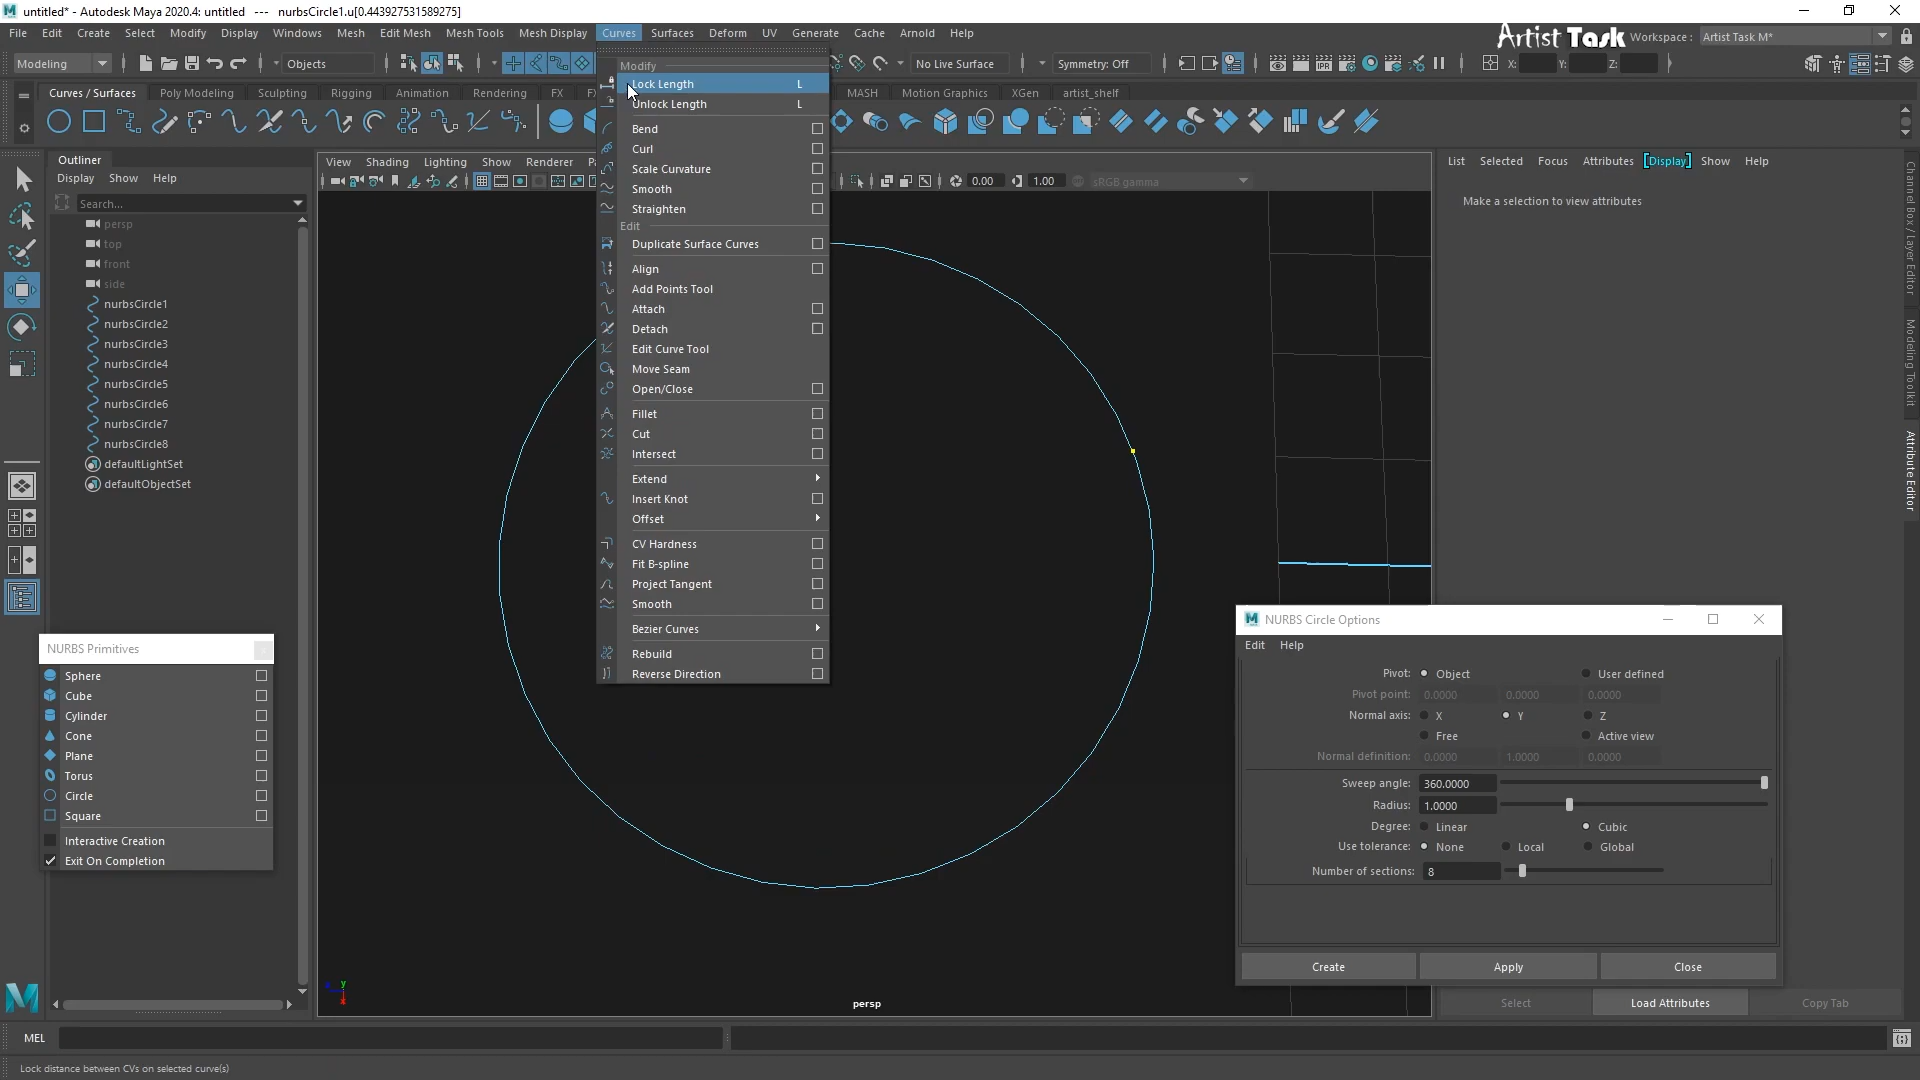 untitled* - Autodesk Maya 2020.4: untitled   ---   nurbsCircle1.u[0.443927531589275]
File Edit Create Select Modify Display Windows Mesh Edit Mesh Mesh Tools Mesh Display Curves Surfaces Deform UV Generate Cache Arnold Help
Artist Task Workspace : Artist Task M*
Modeling Objects No Live Surface Symmetry: Off X: Y: Z:
Curves / Surfaces Poly Modeling Sculpting Rigging Animation Rendering FX MASH Motion Graphics XGen artist_shelf
Outliner
Display Show Help
Search...
persp
top
front
side
nurbsCircle1
nurbsCircle2
nurbsCircle3
nurbsCircle4
nurbsCircle5
nurbsCircle6
nurbsCircle7
nurbsCircle8
defaultLightSet
defaultObjectSet
NURBS Primitives
Sphere
Cube
Cylinder
Cone
Plane
Torus
Circle
Square
Interactive Creation
Exit On Completion
View Shading Lighting Show Renderer
0.00 1.00 sRGB gamma
Modify
Lock Length L
Unlock Length L
Bend
Curl
Scale Curvature
Smooth
Straighten
Edit
Duplicate Surface Curves
Align
Add Points Tool
Attach
Detach
Edit Curve Tool
Move Seam
Open/Close
Fillet
Cut
Intersect
Extend
Insert Knot
Offset
CV Hardness
Fit B-spline
Project Tangent
Smooth
Bezier Curves
Rebuild
Reverse Direction
y
persp
List Selected Focus Attributes [Display] Show Help
Make a selection to view attributes
Channel Box / Layer Editor
Modeling Toolkit
Attribute Editor
NURBS Circle Options
Edit Help
Pivot: Object User defined
Pivot point: 0.0000 0.0000 0.0000
Normal axis: X Y Z
Free Active view
Normal definition: 0.0000 1.0000 0.0000
Sweep angle: 360.0000
Radius: 1.0000
Degree: Linear Cubic
Use tolerance: None Local Global
Number of sections: 8
Create Apply Close
Select Load Attributes Copy Tab
MEL
Lock distance between CVs on selected curve(s)